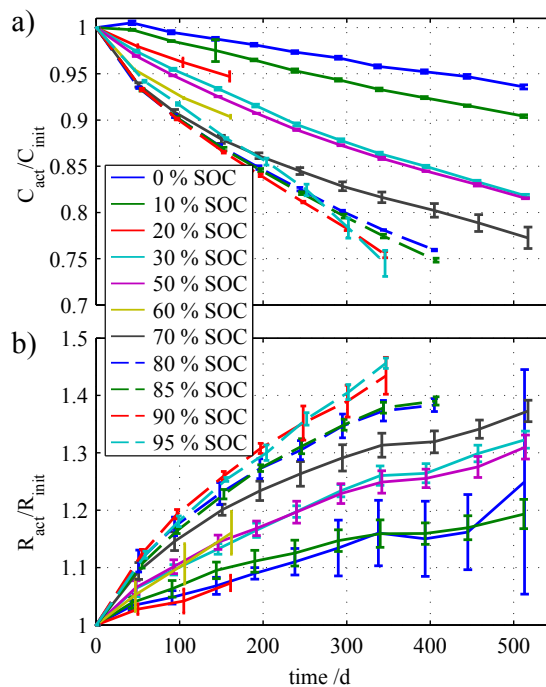 a)
1
0.95
0.9
0.85
0.8
0.75
0.7
C_act/C_init
0 % SOC
10 % SOC
20 % SOC
30 % SOC
50 % SOC
60 % SOC
70 % SOC
80 % SOC
85 % SOC
90 % SOC
95 % SOC
b)
1.5
1.4
1.3
1.2
1.1
1
R_act/R_init
0 100 200 300 400 500
time /d